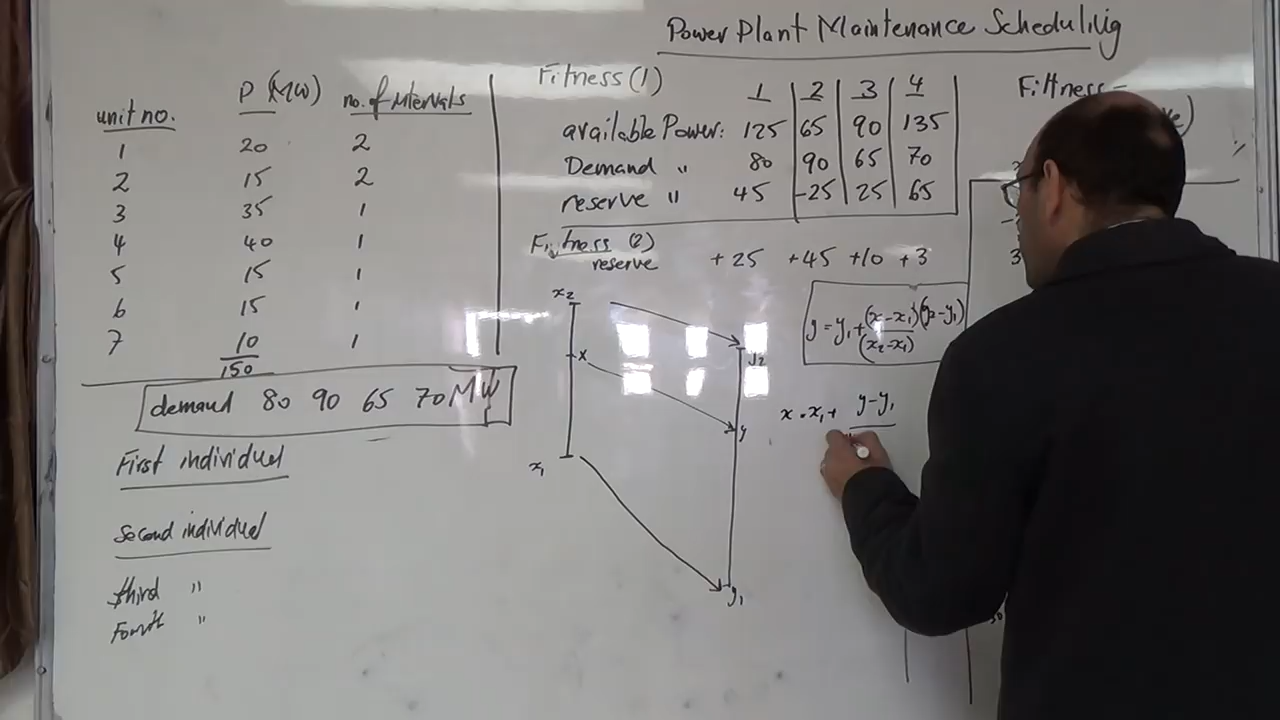 Power Plant Maintenance Scheduling
unit no. P (MW) no. of intervals
1 20 2
2 15 2
3 35 1
4 40 1
5 15 1
6 15 1
7 10 1
150
demand 80 90 65 70 MW
First individual
Second individual
third "
Fourth "
Fitness (1) 1 2 3 4
available Power: 125 65 90 135
Demand " 80 90 65 70
reserve " 45 -25 25 65
Fitness (2)
reserve +25 +45 +10 +3
x2
x
x1
y2
y
y1
y = y1 + (x-x1)(y2-y1)
(x2-x1)
x = x1 + y-y1
Fittness =